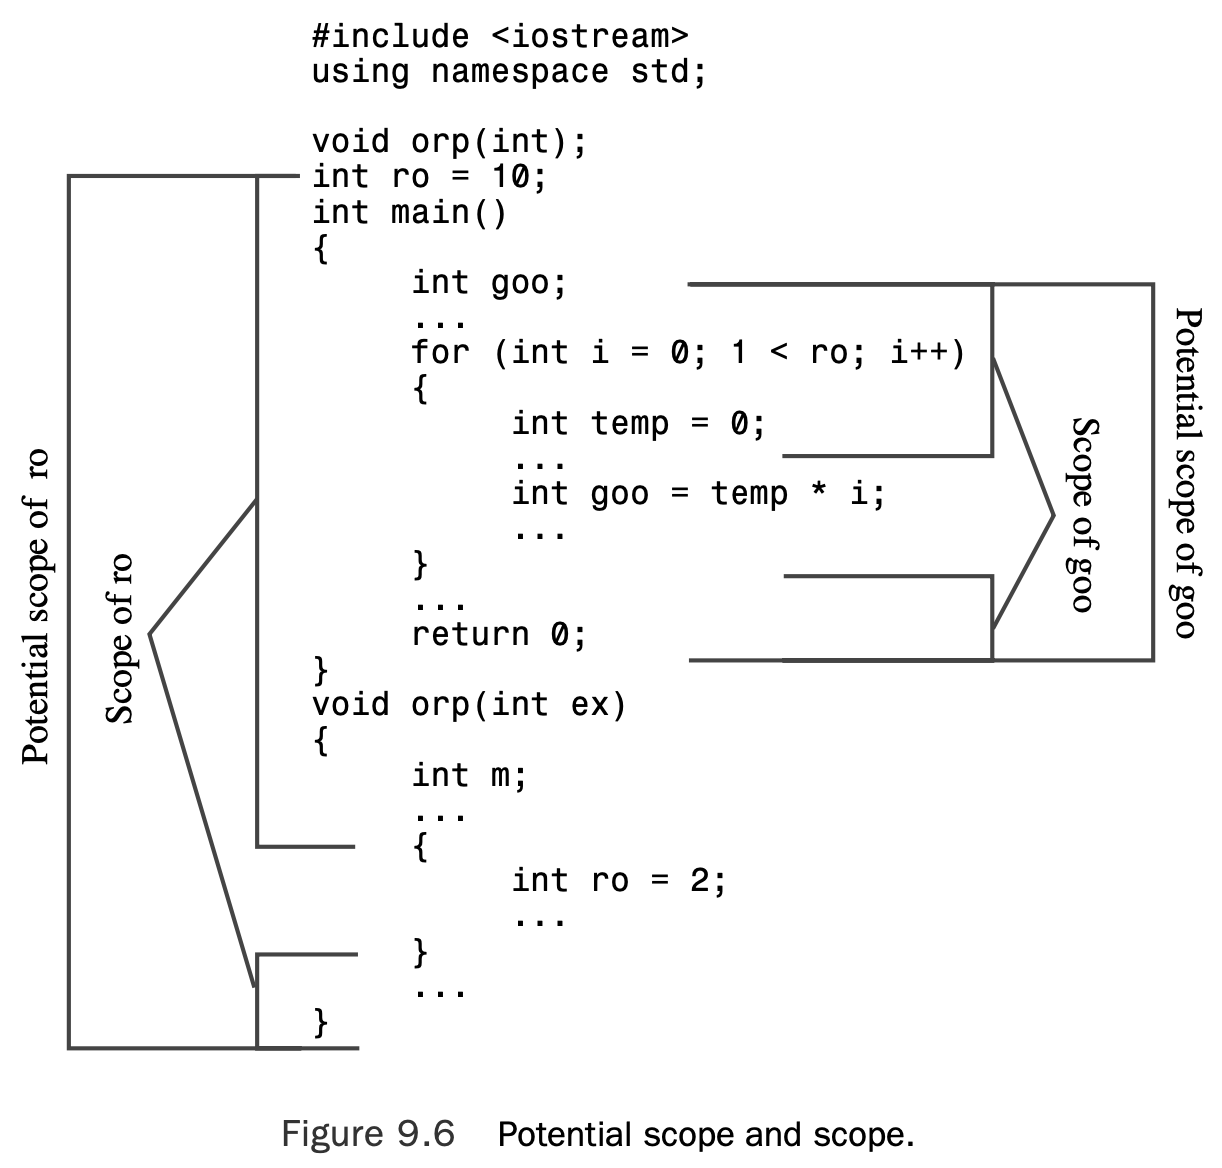 #include <iostream>
using namespace std;
void orp(int);
int ro = 10;
int main()
{
int goo;
...
for (int i = 0; 1 < ro; i++)
{
int temp = 0;
...
int goo = temp * i;
...
}
...
return 0;
}
void orp(int ex)
{
int m;
...
{
int ro = 2;
...
}
...
}
Potential scope of ro
Scope of ro
Scope of goo
Potential scope of goo
Figure 9.6 Potential scope and scope.